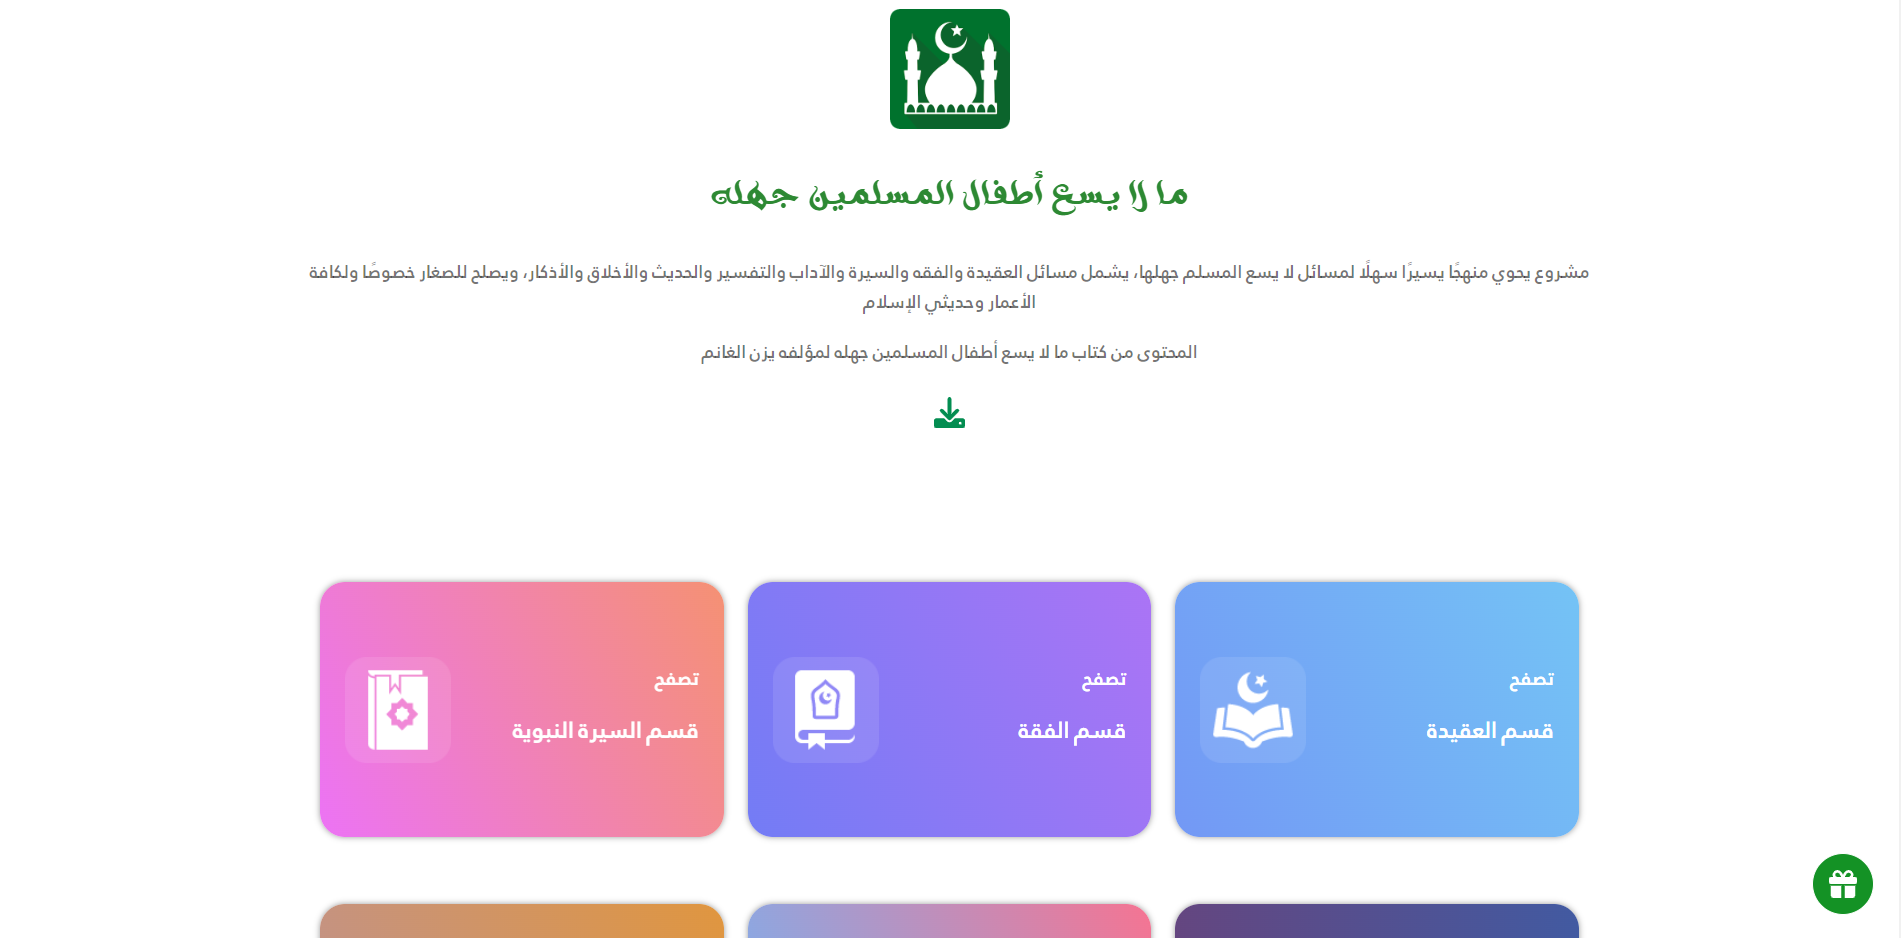 ما لا يسع أطفال المسلمين جهله
مشروع يحوي منهجًا يسيرًا سهلًا لمسائل لا يسع المسلم جهلها، يشمل مسائل العقيدة والفقه والسيرة والآداب والتفسير والحديث والأخلاق والأذكار، ويصلح للصغار خصوصًا ولكافة
الأعمار وحديثي الإسلام
المحتوى من كتاب ما لا يسع أطفال المسلمين جهله لمؤلفه يزن الغانم
تصفح
قسم العقيدة
تصفح
قسم الفقة
تصفح
قسم السيرة النبوية